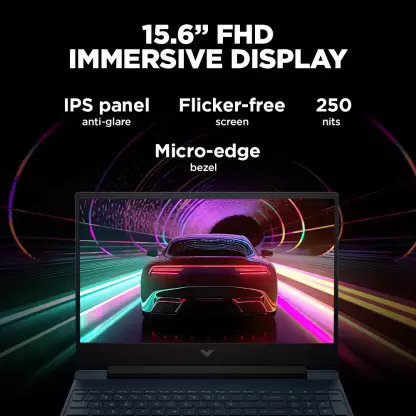 15.6” FHD
IMMERSIVE DISPLAY
IPS panel
anti-glare
Flicker-free
screen
250
nits
Micro-edge
bezel